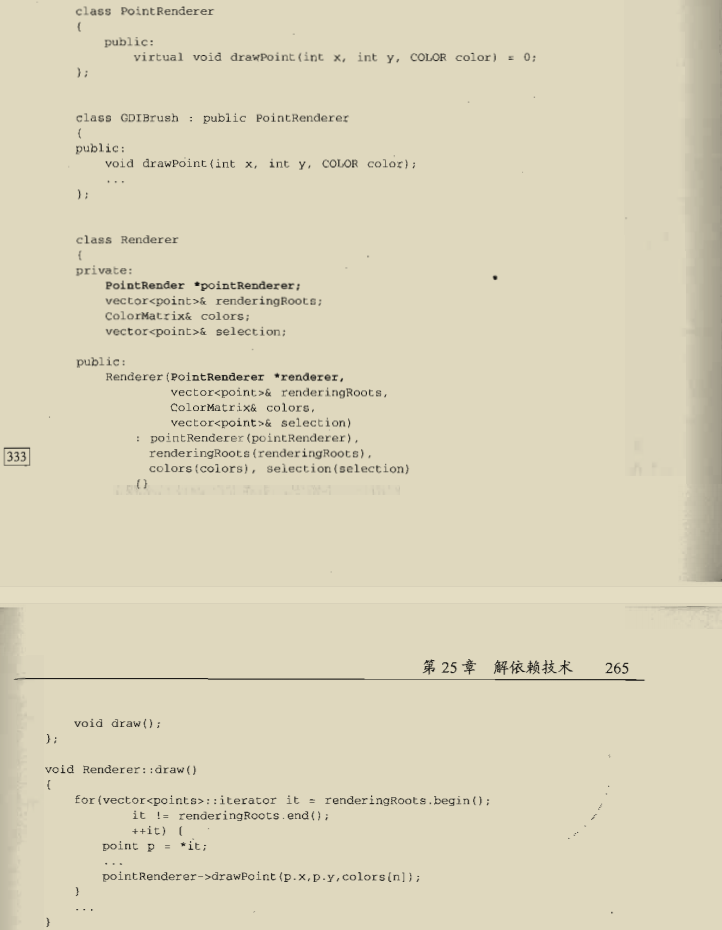 class PointRenderer
{
public:
virtual void drawPoint(int x, int y, COLOR color) = 0;
};
class GDIBrush : public PointRenderer
{
public:
void drawPoint(int x, int y, COLOR color);
...
};
class Renderer
{
private:
PointRender *pointRenderer;
vector<point>& renderingRoots;
ColorMatrix& colors;
vector<point>& selection;
public:
Renderer(PointRenderer *renderer,
vector<point>& renderingRoots,
ColorMatrix& colors,
vector<point>& selection)
: pointRenderer(pointRenderer),
renderingRoots(renderingRoots),
colors(colors), selection(selection)
{}
333
第 25 章 解依赖技术 265
void draw();
};
void Renderer::draw()
{
for(vector<points>::iterator it = renderingRoots.begin();
it != renderingRoots.end();
++it) {
point p = *it;
...
pointRenderer->drawPoint(p.x,p.y,colors[n]);
}
...
}